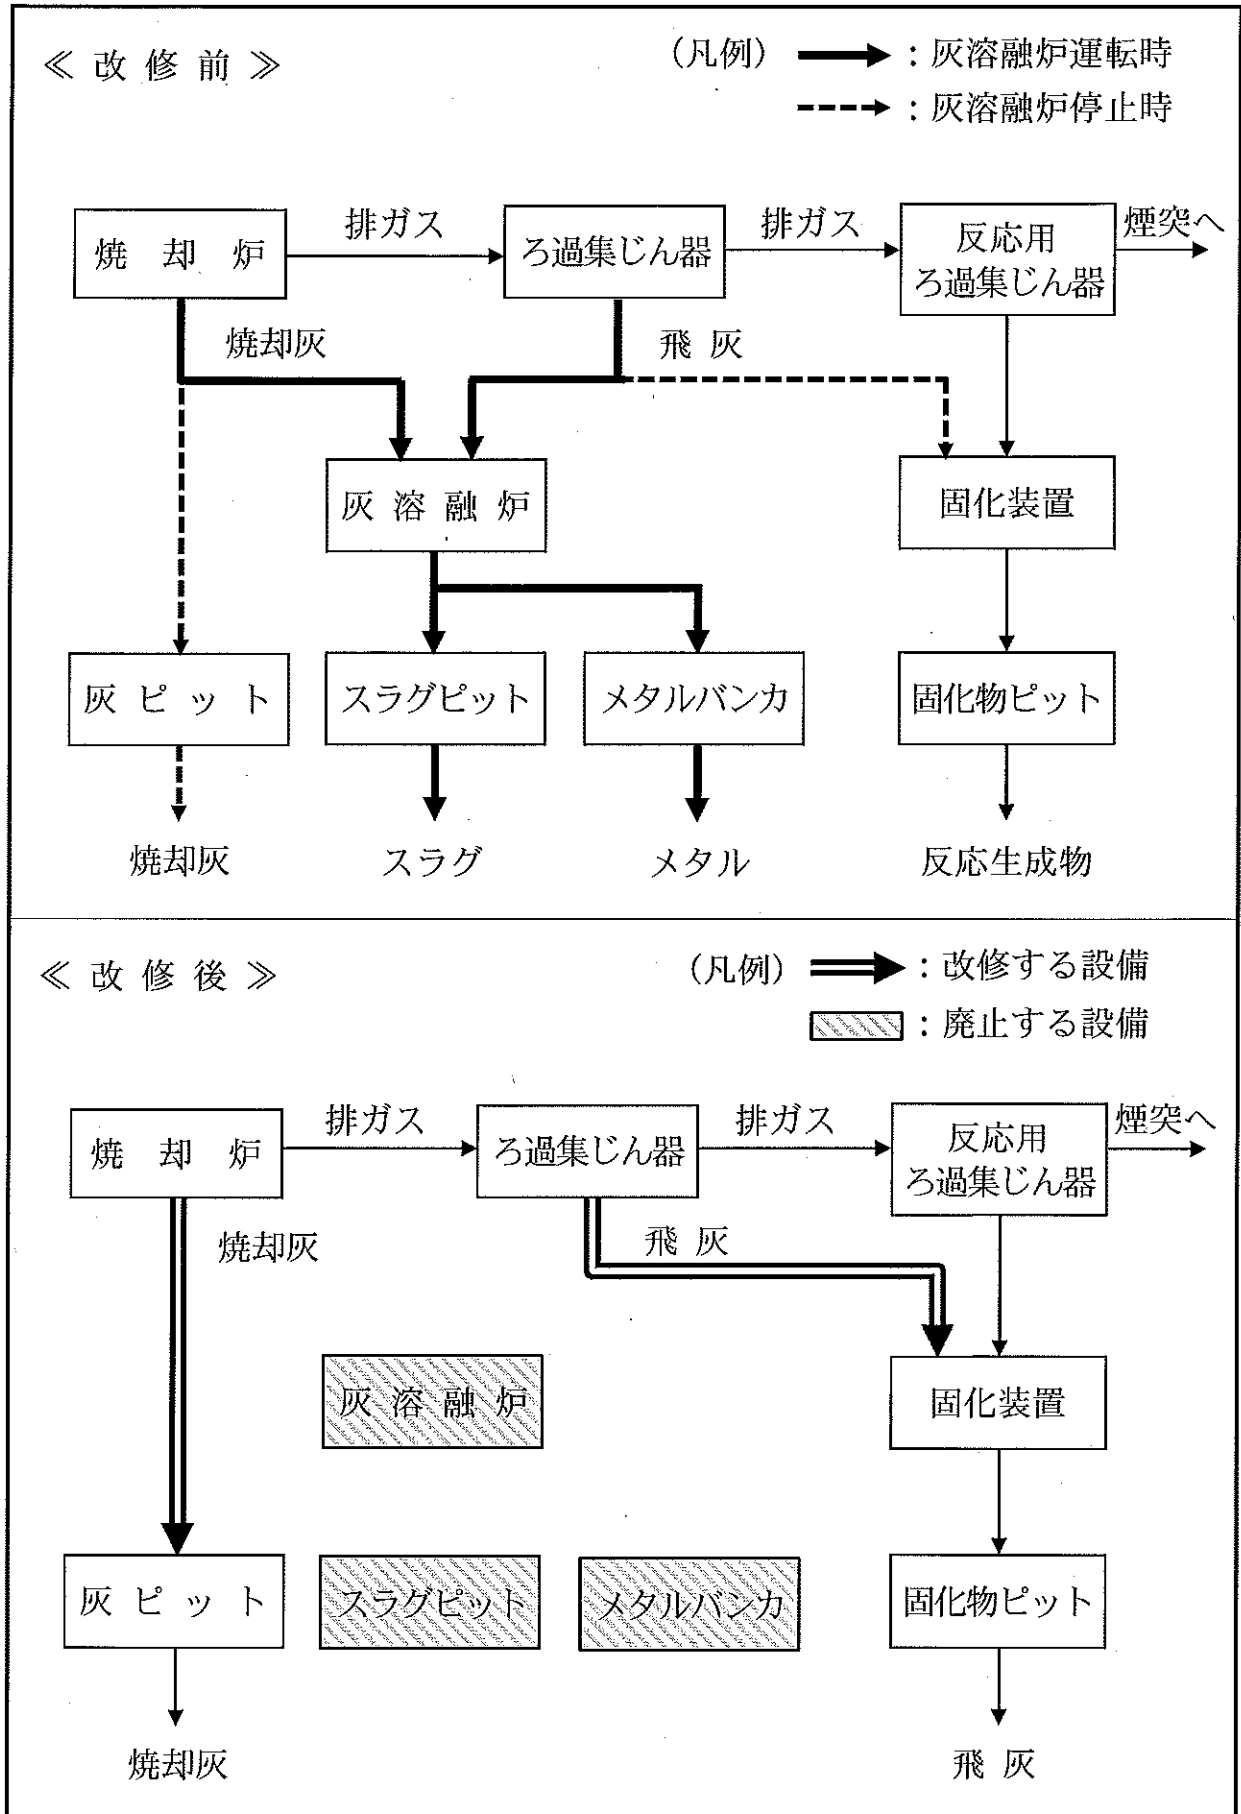 ≪ 改 修 前 ≫
(凡例) : 灰溶融炉運転時
: 灰溶融炉停止時
焼 却 炉
排ガス
ろ過集じん器
排ガス
反応用
ろ過集じん器
煙突へ
焼却灰
飛 灰
灰 溶 融 炉
固化装置
灰 ピ ッ ト
スラグピット
メタルバンカ
固化物ピット
焼却灰
スラグ
メタル
反応生成物
≪ 改 修 後 ≫
(凡例) : 改修する設備
: 廃止する設備
焼 却 炉
排ガス
ろ過集じん器
排ガス
反応用
ろ過集じん器
煙突へ
焼却灰
飛 灰
灰 溶 融 炉
固化装置
灰 ピ ッ ト
スラグピット
メタルバンカ
固化物ピット
焼却灰
飛 灰